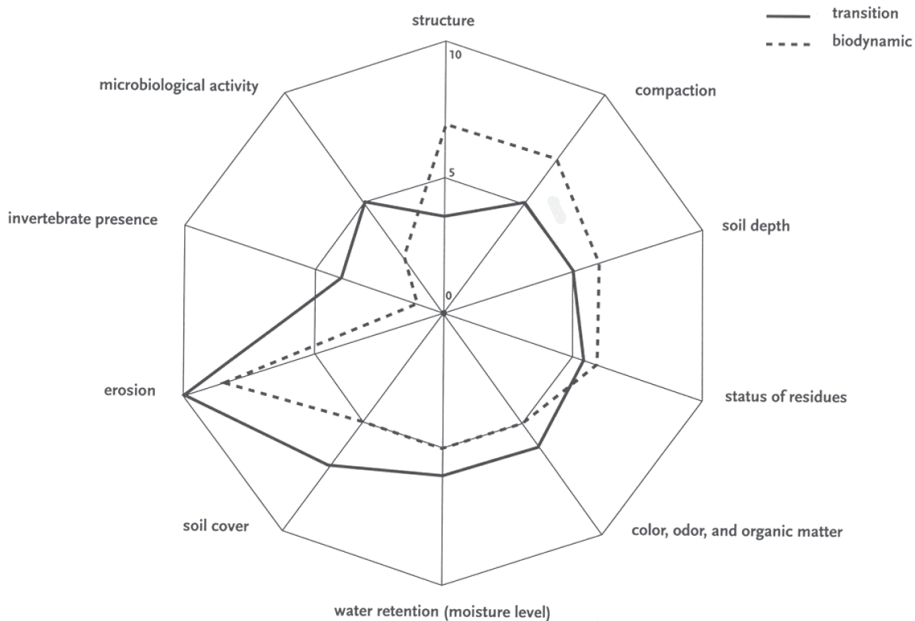 structure
transition
biodynamic
10
microbiological activity
compaction
5
invertebrate presence
soil depth
0
erosion
status of residues
soil cover
color, odor, and organic matter
water retention (moisture level)